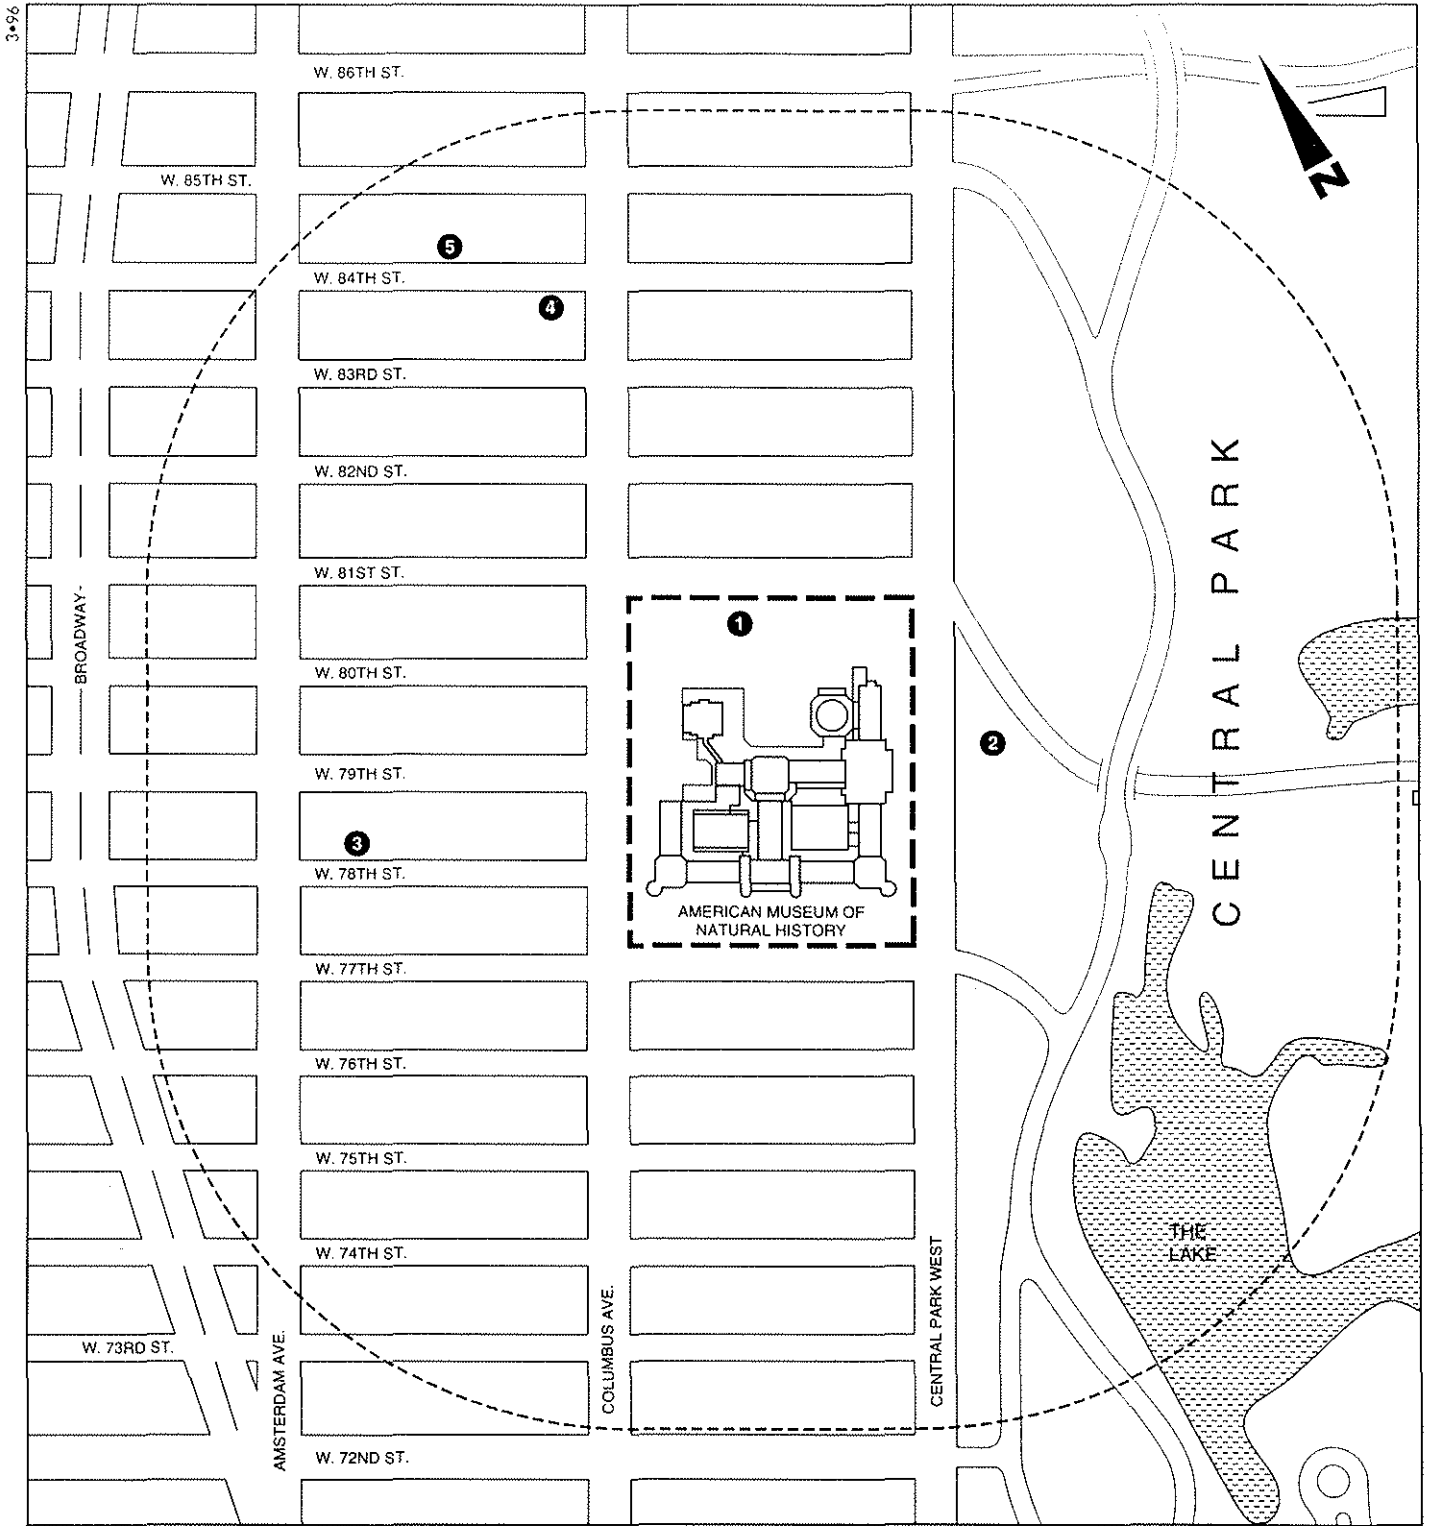 3•96
W. 86TH ST.
W. 85TH ST.
N
5
W. 84TH ST.
4
W. 83RD ST.
CENTRAL PARK
W. 82ND ST.
W. 81ST ST.
BROADWAY
1
W. 80TH ST.
2
W. 79TH ST.
3
W. 78TH ST.
AMERICAN MUSEUM OF
NATURAL HISTORY
W. 77TH ST.
W. 76TH ST.
W. 75TH ST.
THE
LAKE
W. 74TH ST.
W. 73RD ST.
AMSTERDAM AVE.
COLUMBUS AVE.
CENTRAL PARK WEST
W. 72ND ST.